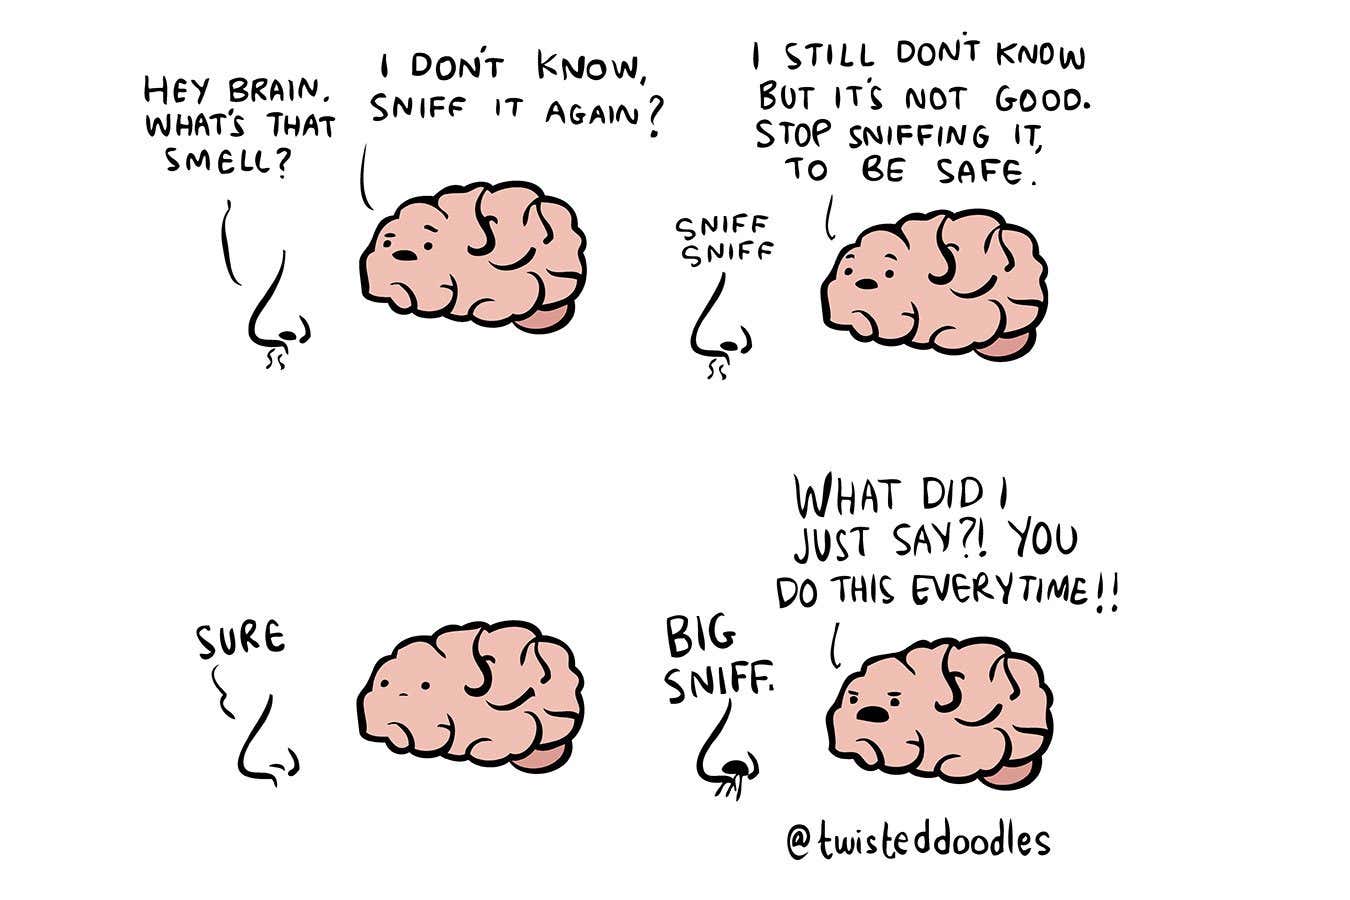 HEY BRAIN.
WHAT'S THAT
SMELL?
I DON'T KNOW,
SNIFF IT AGAIN?
SNIFF
SNIFF
I STILL DON'T KNOW
BUT IT'S NOT GOOD.
STOP SNIFFING IT,
TO BE SAFE.
SURE
BIG
SNIFF.
WHAT DID I
JUST SAY?! YOU
DO THIS EVERYTIME!!
@twisteddoodles